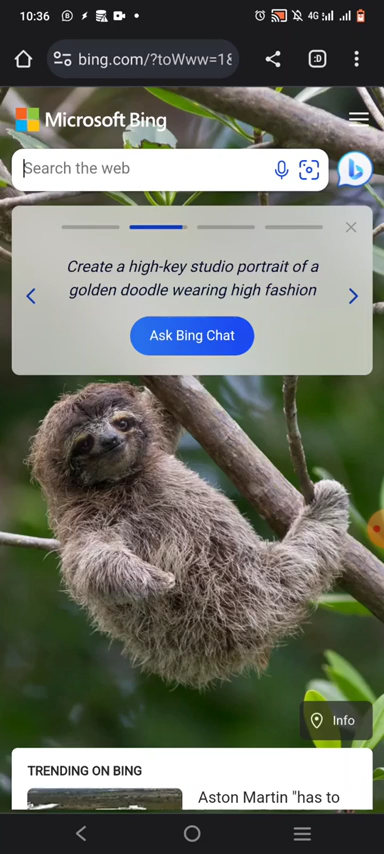 10:36
4G
bing.com/?toWww=18
:D
Microsoft Bing
Search the web
Create a high-key studio portrait of a
golden doodle wearing high fashion
Ask Bing Chat
Info
TRENDING ON BING
Aston Martin "has to